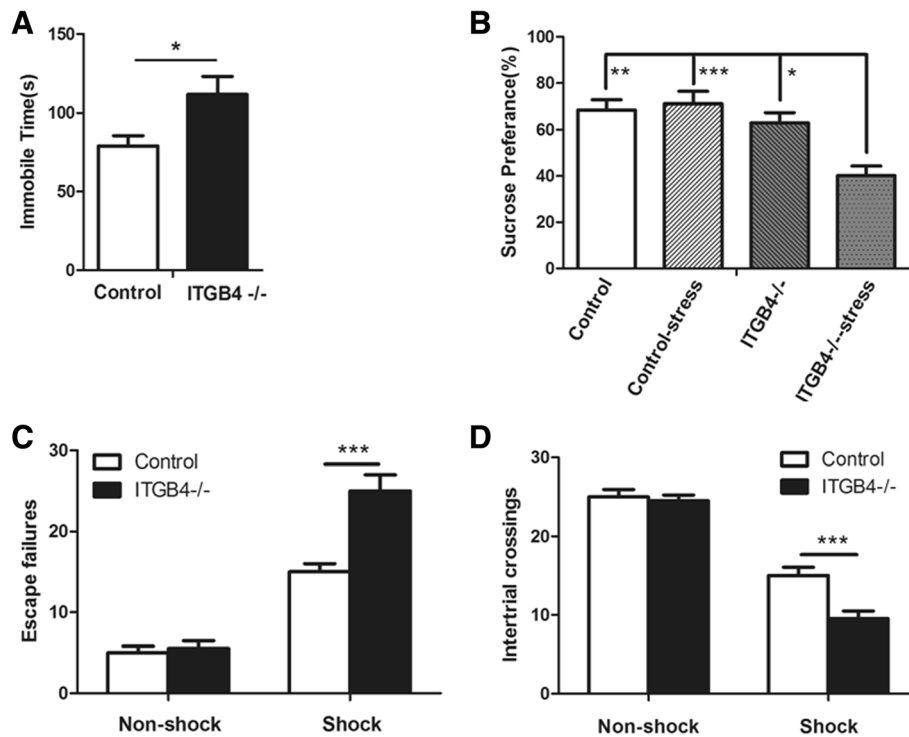 A
Immobile Time(s)
150
100
50
0
*
Control
ITGB4 -/-
B
Sucrose Preferance(%)
100
80
60
40
20
0
**
***
*
Control
Control-stress
ITGB4-/-
ITGB4-/--stress
C
Escape failures
30
20
10
0
Control
ITGB4-/-
***
Non-shock
Shock
D
Intertrial crossings
30
20
10
0
Control
ITGB4-/-
***
Non-shock
Shock